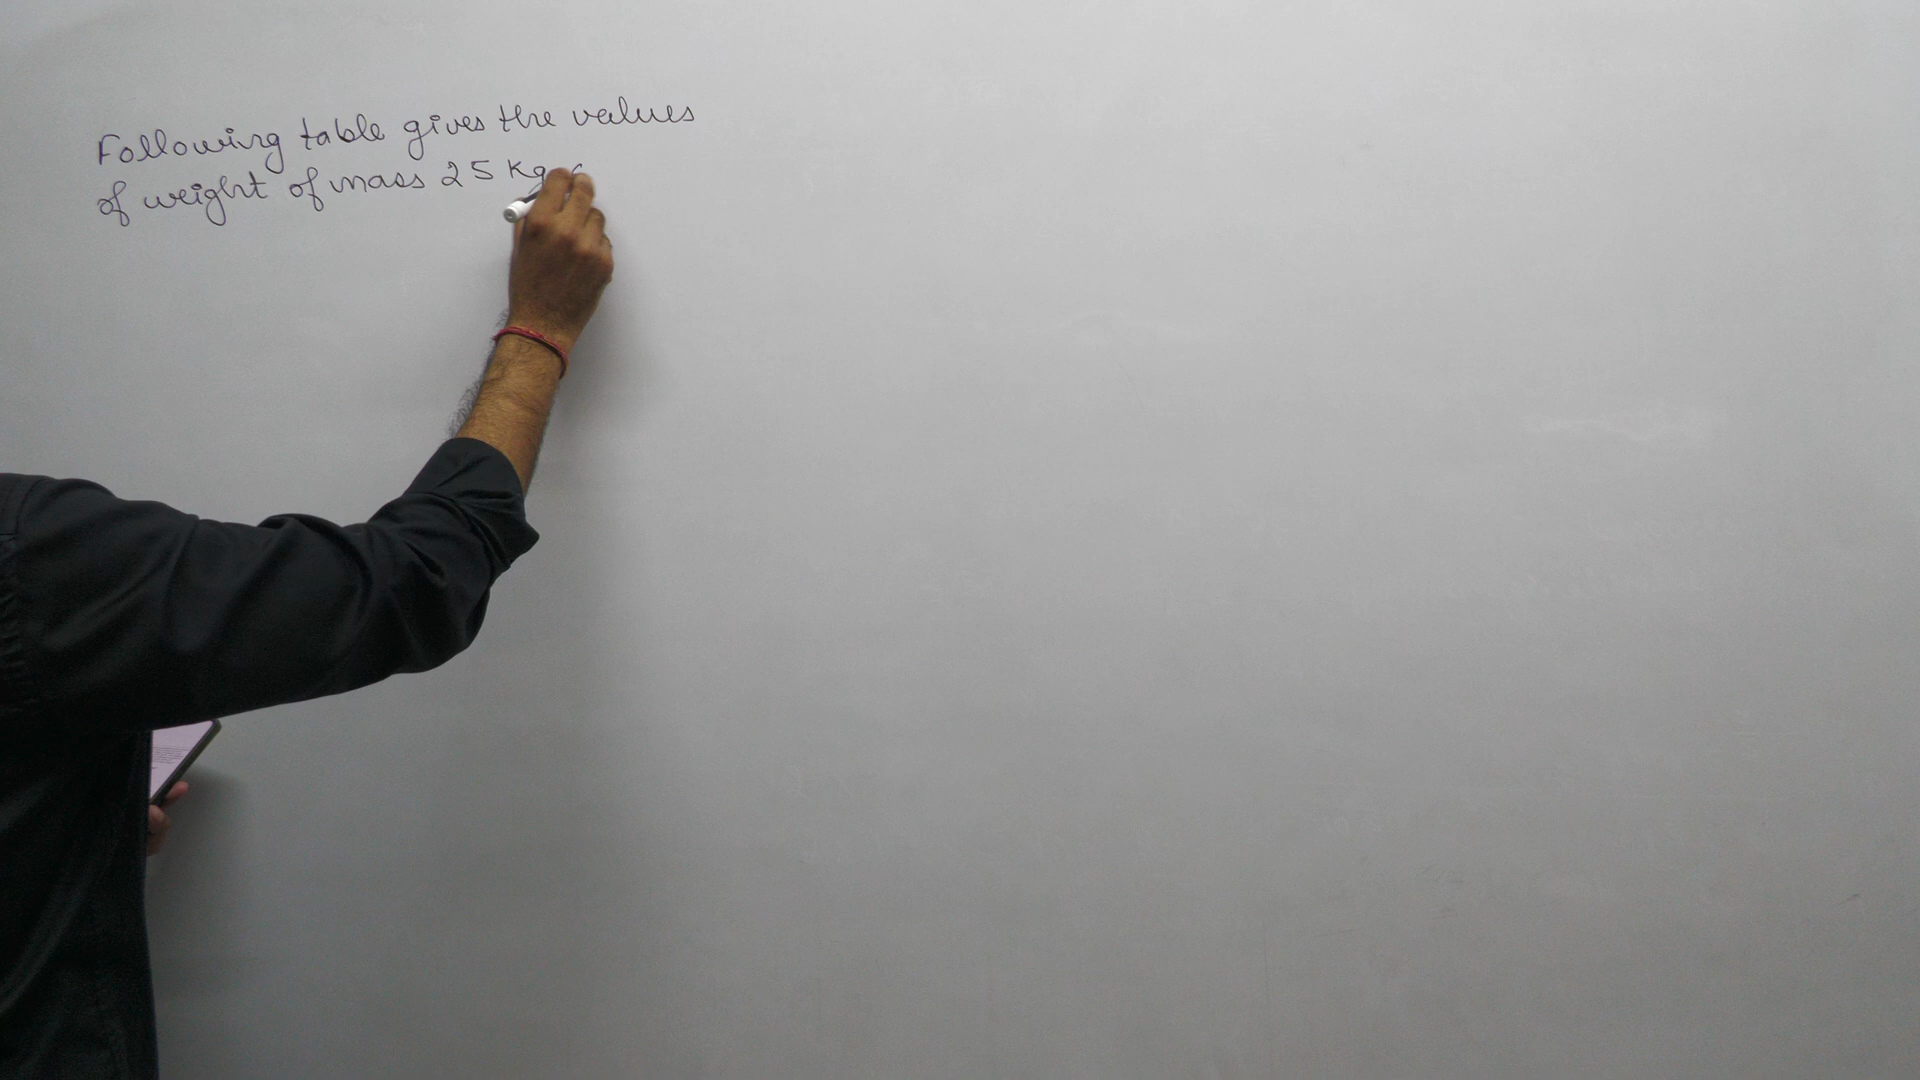 Following table gives the values
of weight of mass 25 Kg